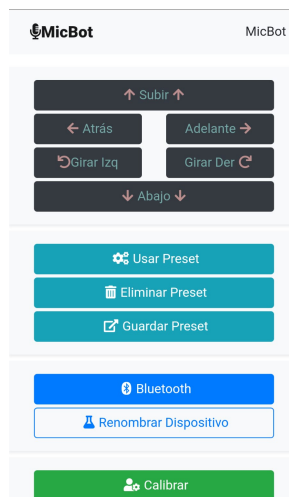 MicBot MicBot
Subir
Atrás Adelante
Girar Izq Girar Der
Abajo
Usar Preset
Eliminar Preset
Guardar Preset
Bluetooth
Renombrar Dispositivo
Calibrar